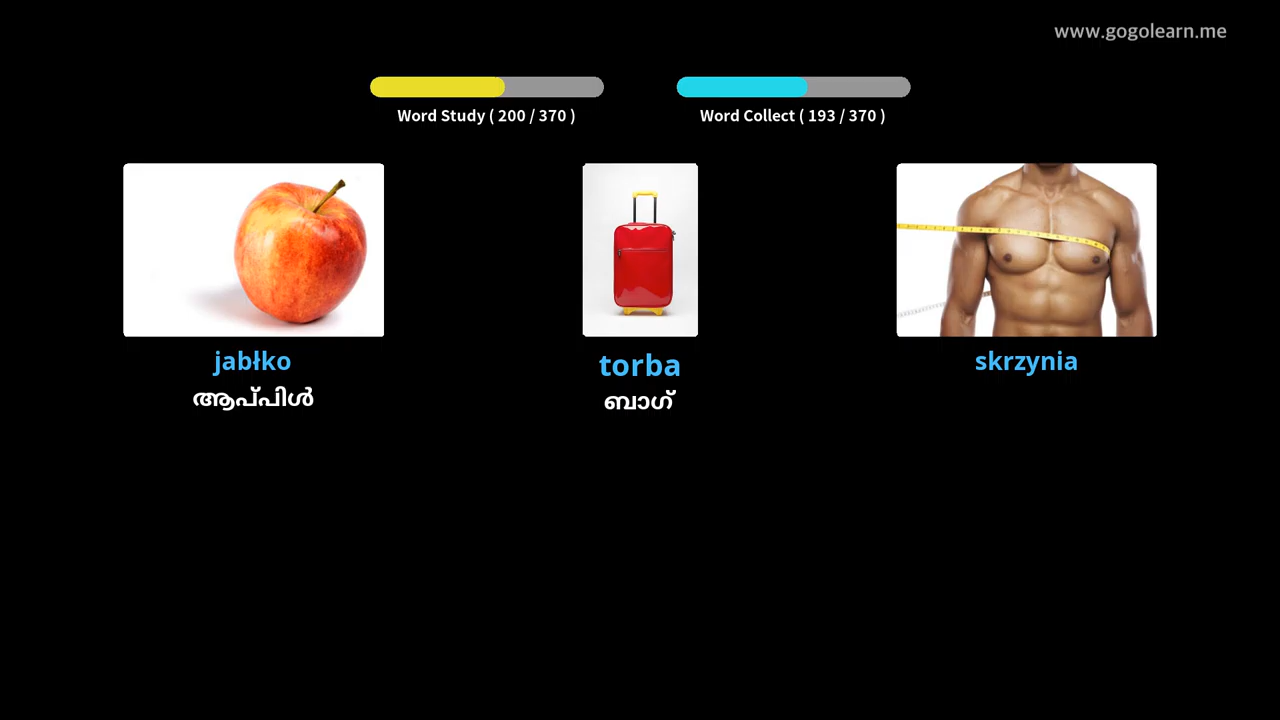 www.gogolearn.me
Word Study ( 200 / 370 )
Word Collect ( 193 / 370 )
jabłko
ആപ്പിൾ
torba
ബാഗ്
skrzynia